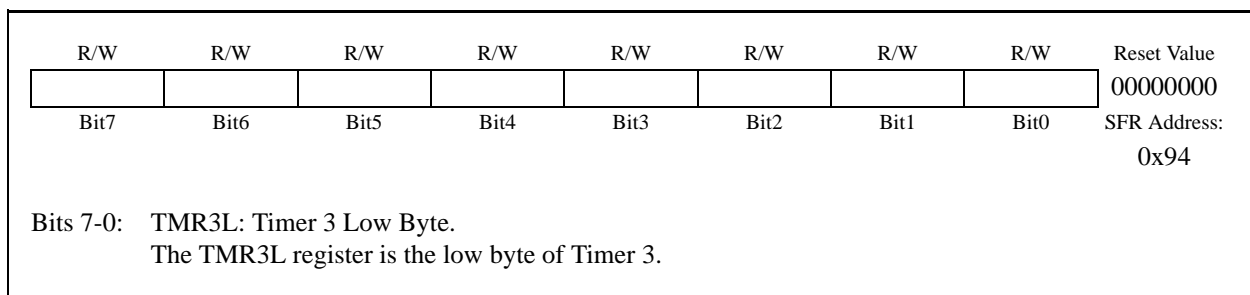 R/W R/W R/W R/W R/W R/W R/W R/W Reset Value
00000000
Bit7 Bit6 Bit5 Bit4 Bit3 Bit2 Bit1 Bit0 SFR Address:
0x94
Bits 7-0: TMR3L: Timer 3 Low Byte.
The TMR3L register is the low byte of Timer 3.